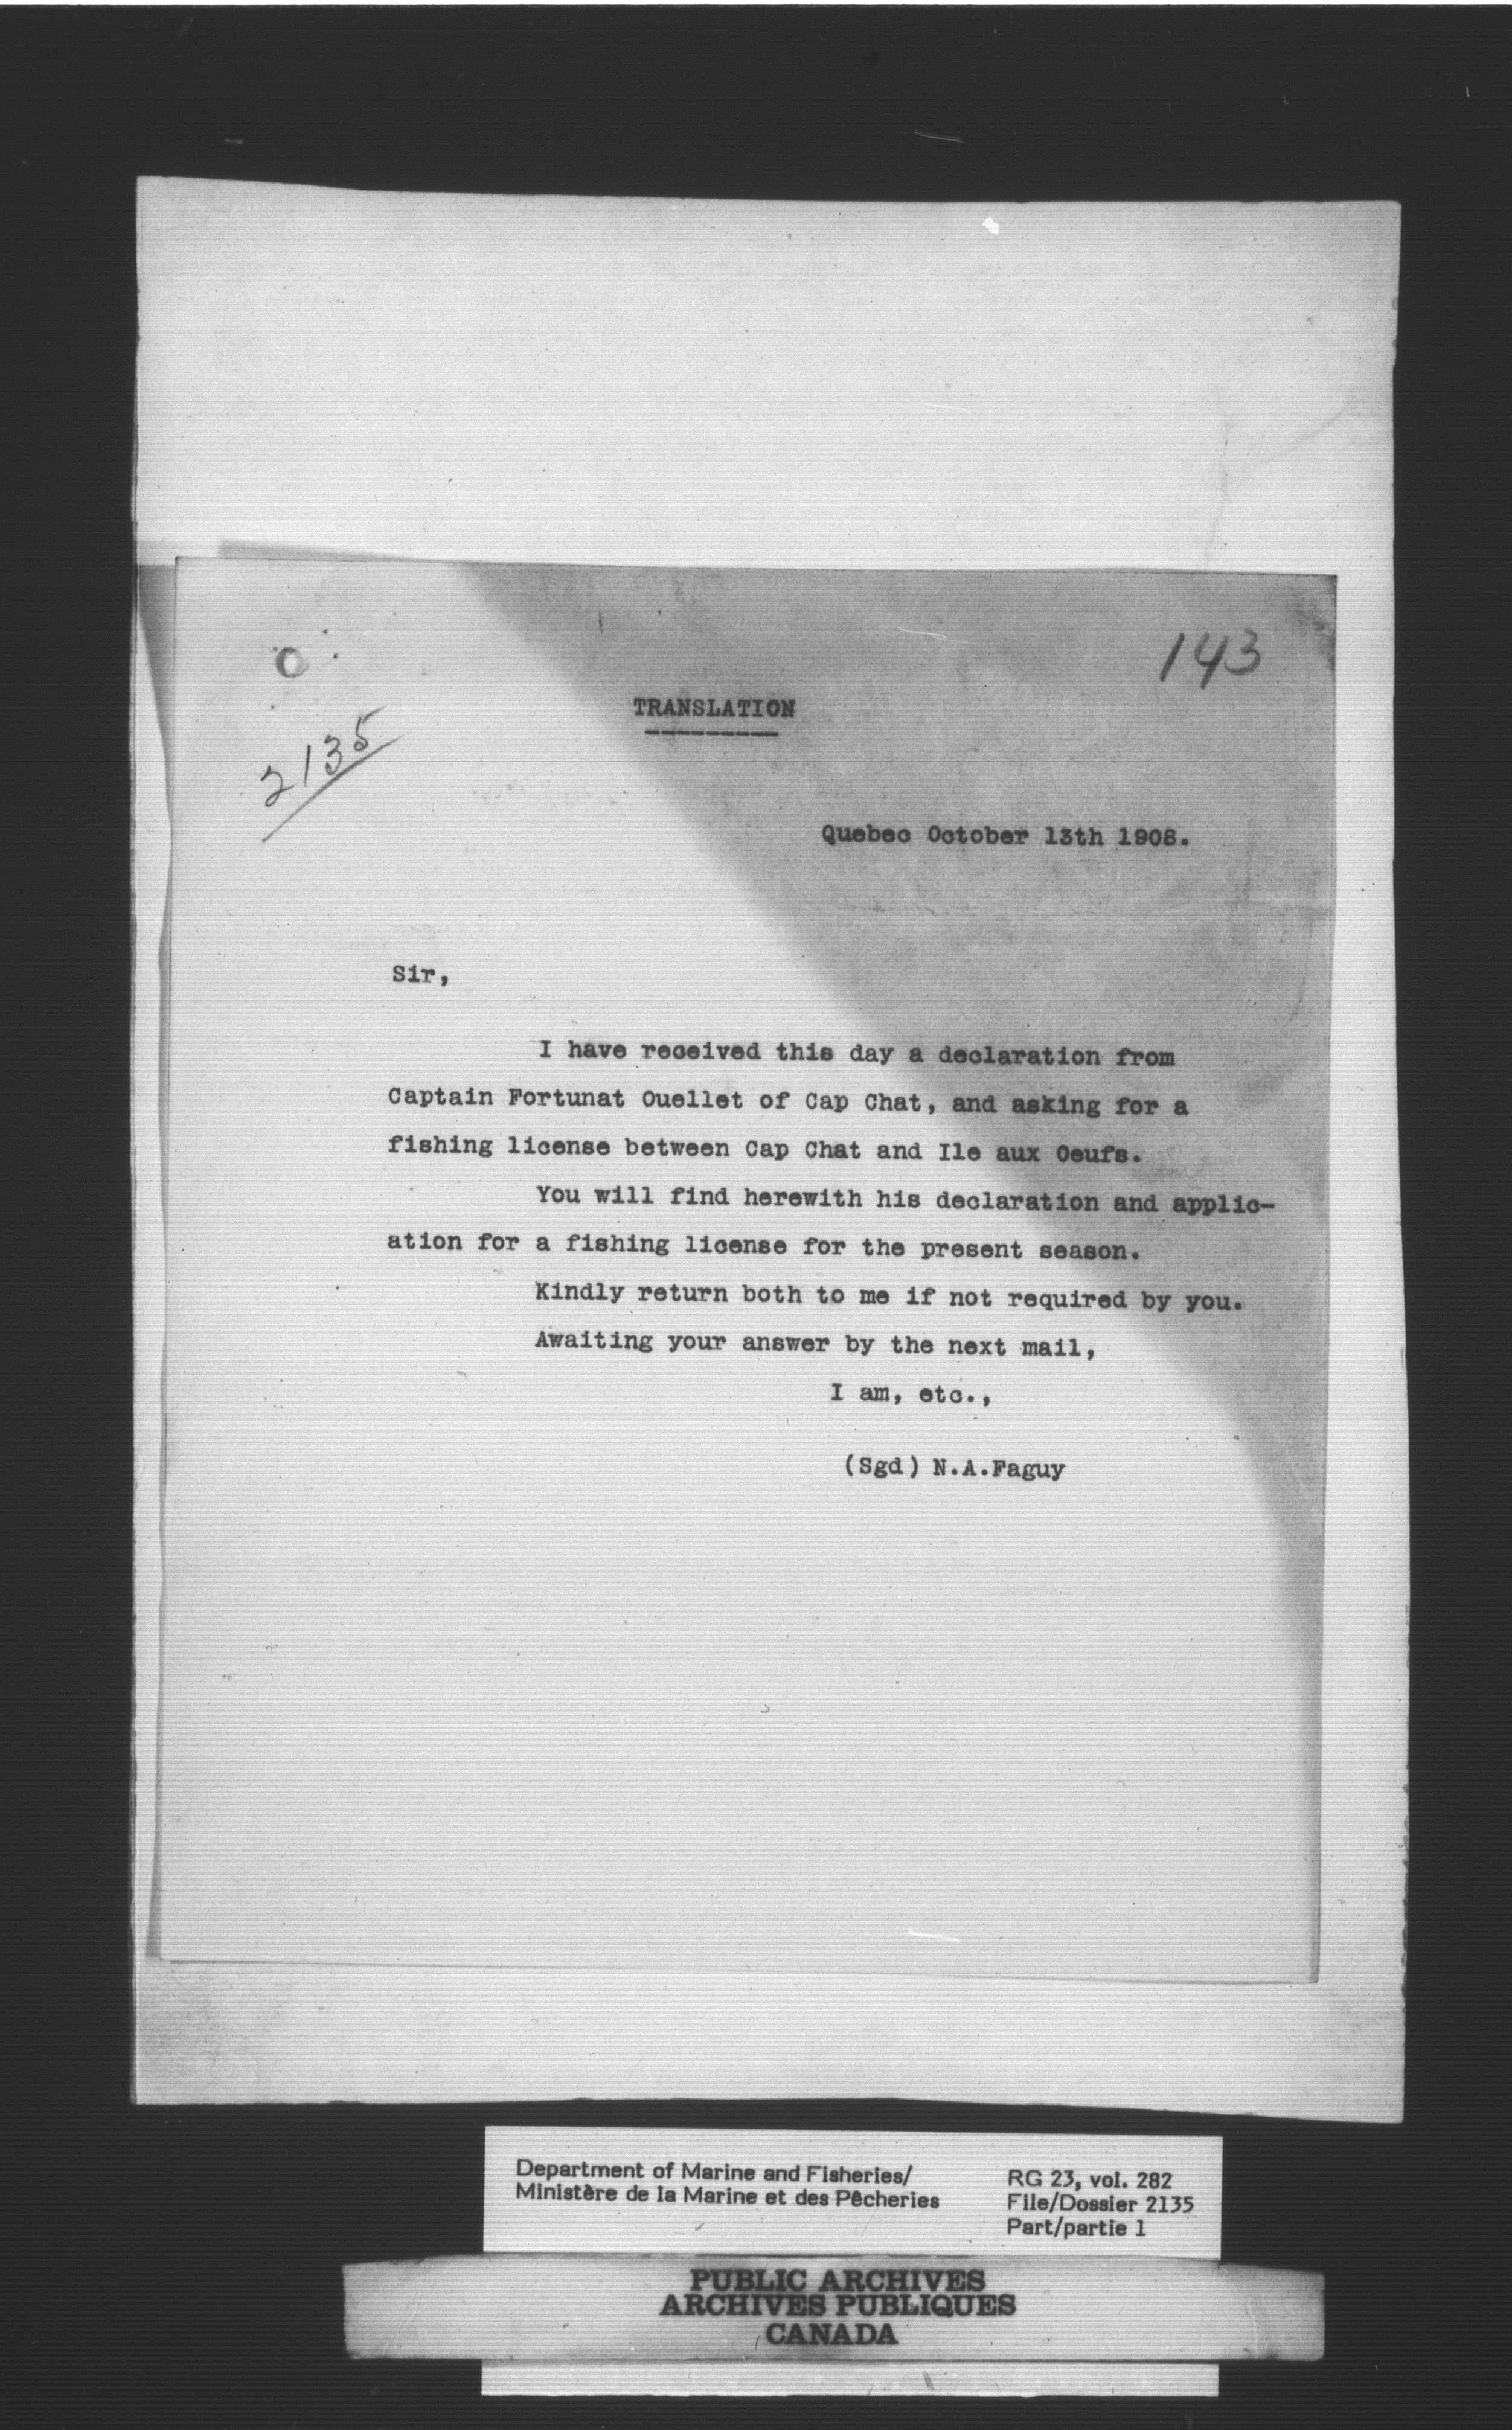 143
TRANSLATION
2135
Quebec October 13th 1908.
Sir,
I have received this day a declaration from
Captain Fortunat Ouellet of Cap Chat, and asking for a
fishing license between Cap Chat and Ile aux Oeufs.
You will find herewith his declaration and applic-
ation for a fishing license for the present season.
Kindly return both to me if not required by you.
Awaiting your answer by the next mail,
I am, etc.,
(Sgd) N.A.Faguy
Department of Marine and Fisheries/
Ministère de la Marine et des Pêcheries
RG 23, vol. 282
File/Dossier 2135
Part/partie 1
PUBLIC ARCHIVES
ARCHIVES PUBLIQUES
CANADA